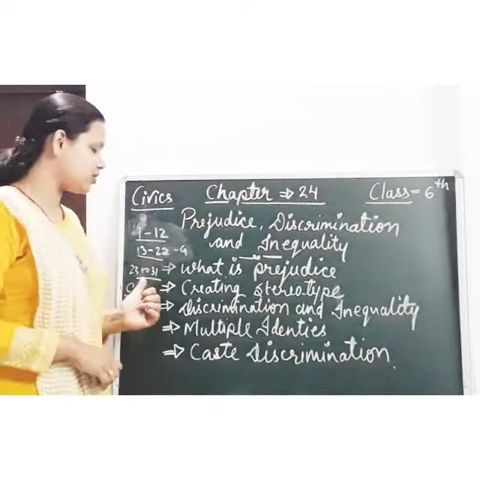 Civics Chapter ⇒ 24 Class = 6th
Prejudice, Discrimination
1-12
and Inequality
13-22-G
23 to 31 ⇒ What is prejudice
⇒ Creating stereotype
⇒ Discrimination and Inequality
⇒ Multiple Identies
⇒ Caste Discrimination.